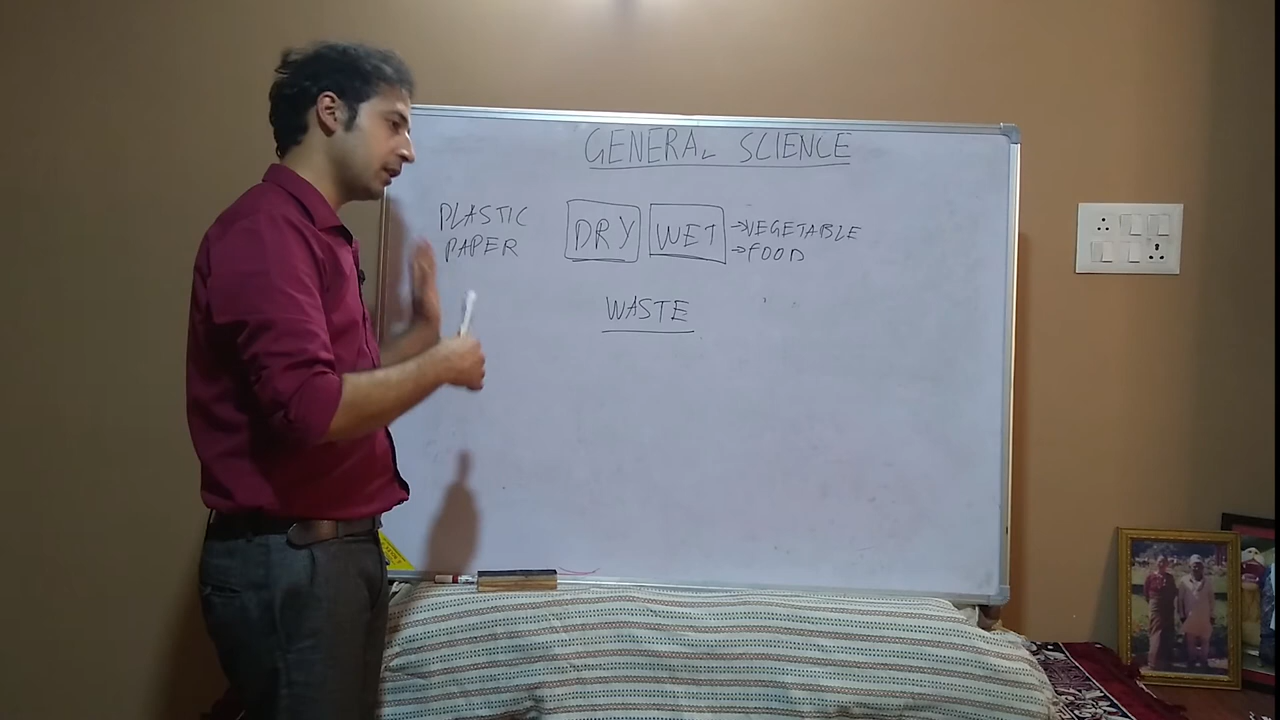 GENERAL SCIENCE
PLASTIC
PAPER
DRY
WET
→VEGETABLE
→FOOD
WASTE